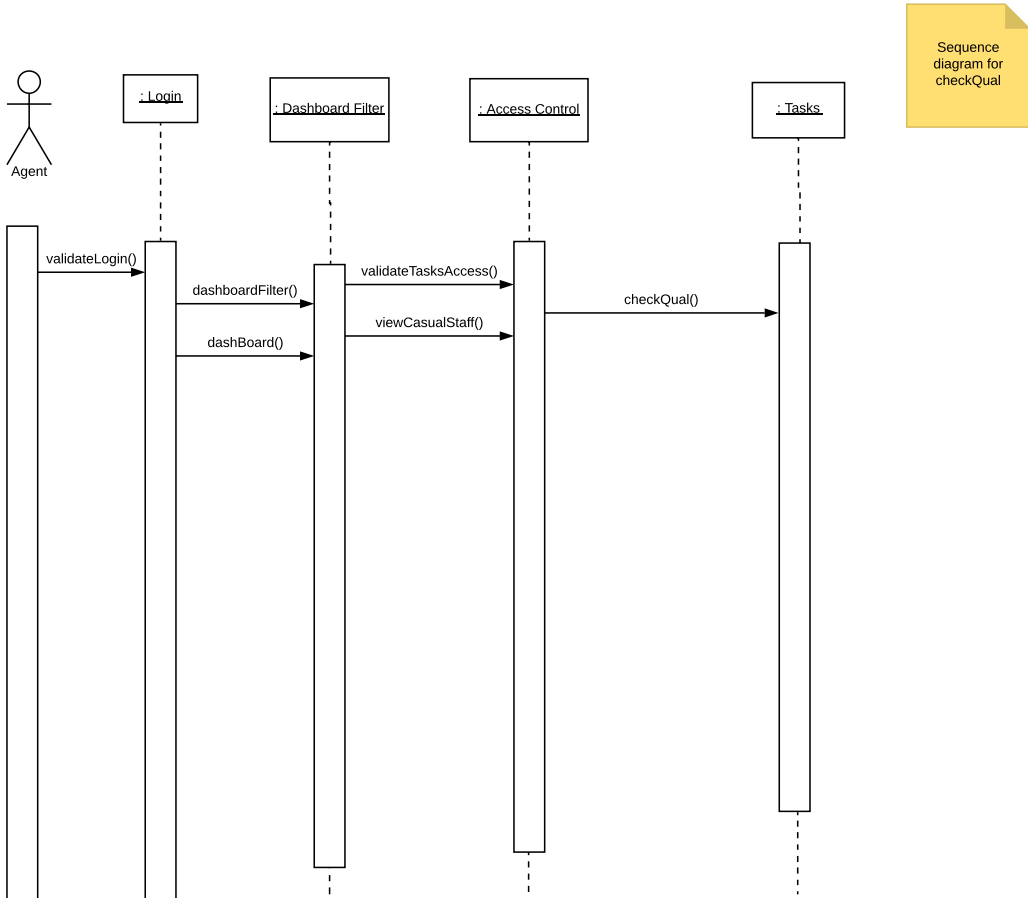 Sequence
diagram for
checkQual
: Login
: Dashboard Filter
: Access Control
: Tasks
Agent
validateLogin()
validateTasksAccess()
dashboardFilter()
checkQual()
viewCasualStaff()
dashBoard()